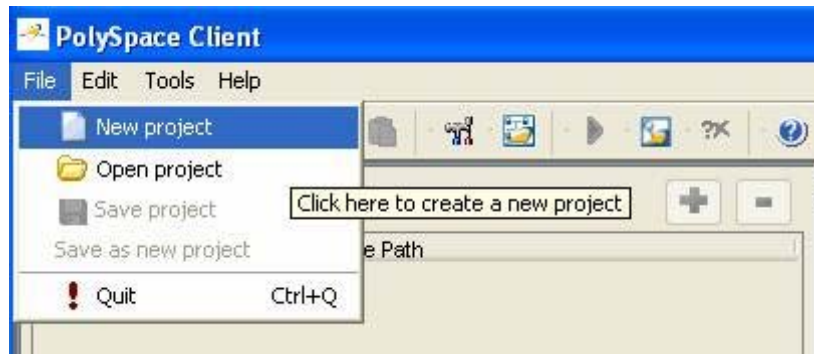 PolySpace Client
File Edit Tools Help
New project
Open project
Click here to create a new project
Save project
Save as new project
e Path
Quit Ctrl+Q